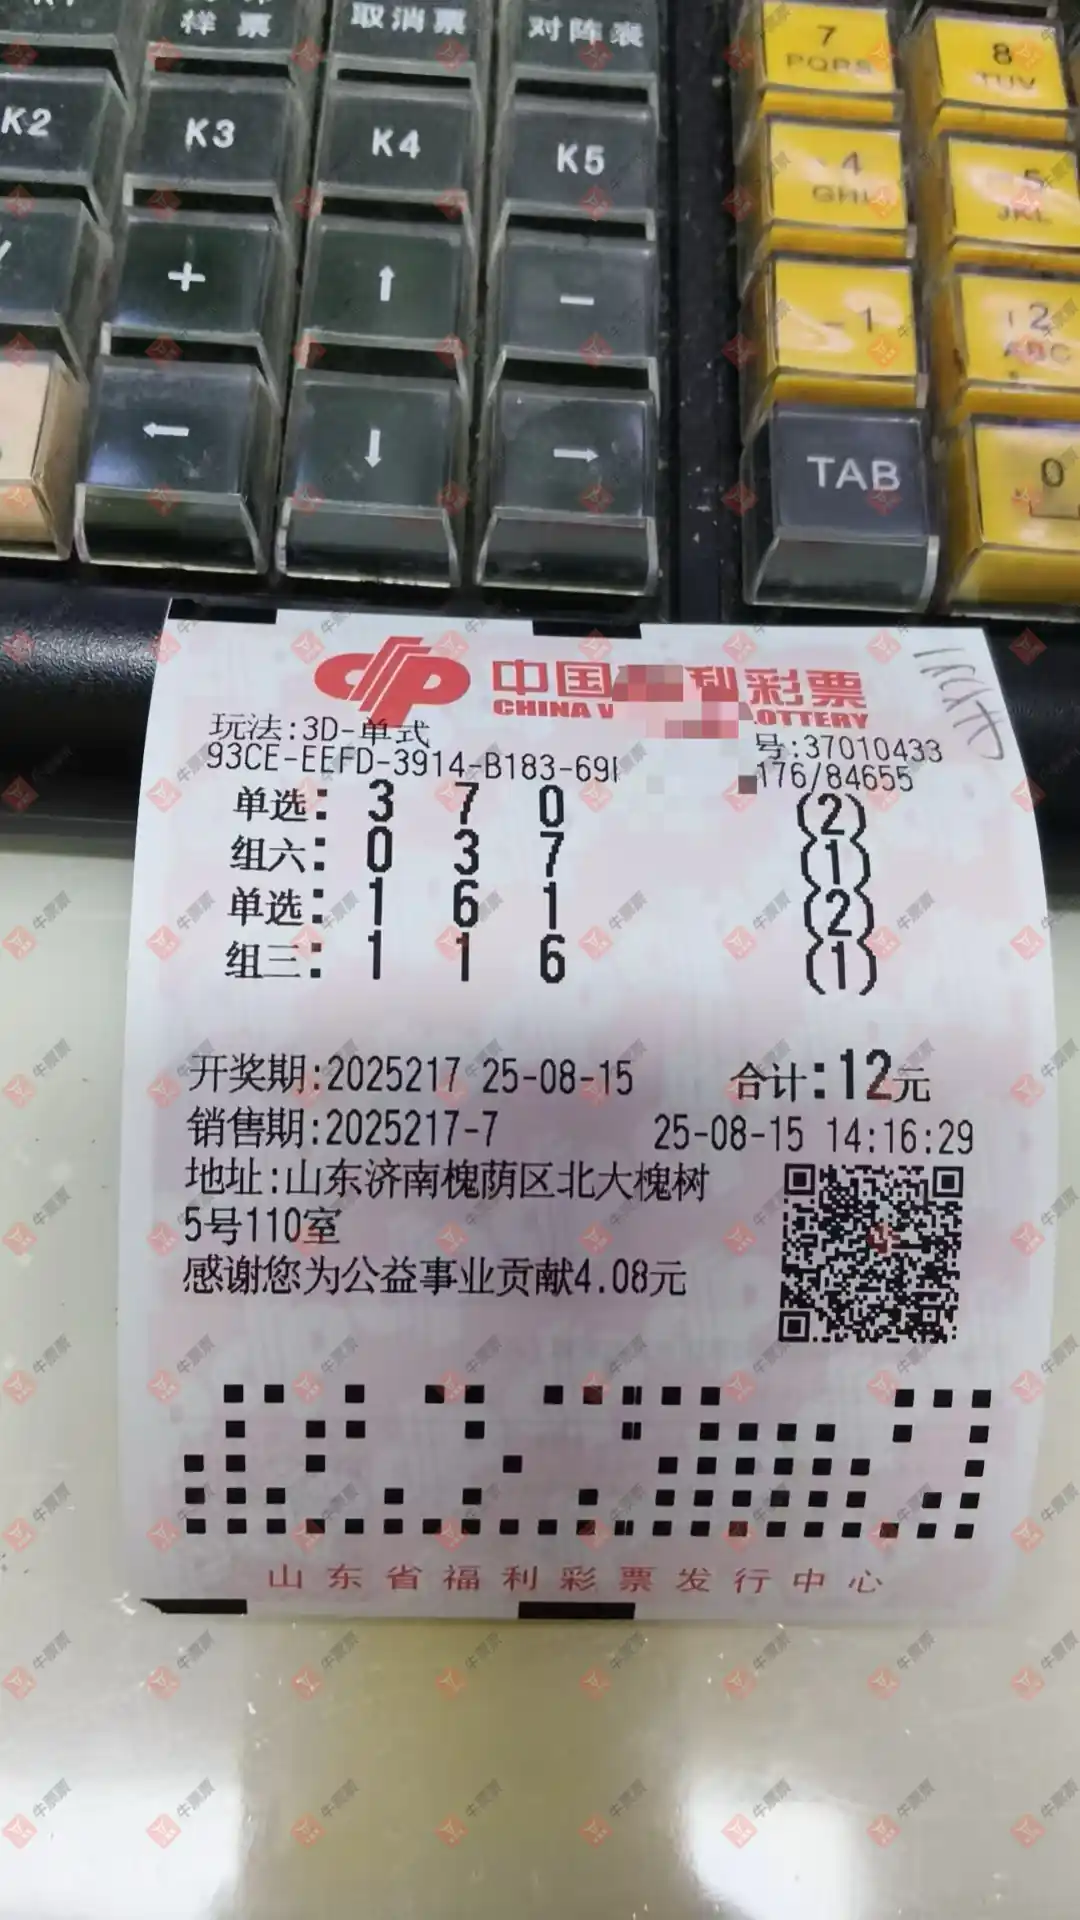 样票
取消票
对阵表
7
PQRS
8
TUV
K2
K3
K4
K5
4
GHI
5
JKL
+
↑
-
1
2
ABC
←
↓
→
TAB
0
中国 利彩票
CHINA OTTERY
玩法:3D-单式
号:37010433
93CE-EEFD-3914-B183-69
176/84655
单选: 3 7 0 (2)
组六: 0 3 7 (1)
单选: 1 6 1 (2)
组三: 1 1 6 (1)
开奖期:2025217 25-08-15 合计:12元
销售期:2025217-7 25-08-15 14:16:29
地址:山东济南槐荫区北大槐树
5号110室
感谢您为公益事业贡献4.08元
山东省福利彩票发行中心
牛票票